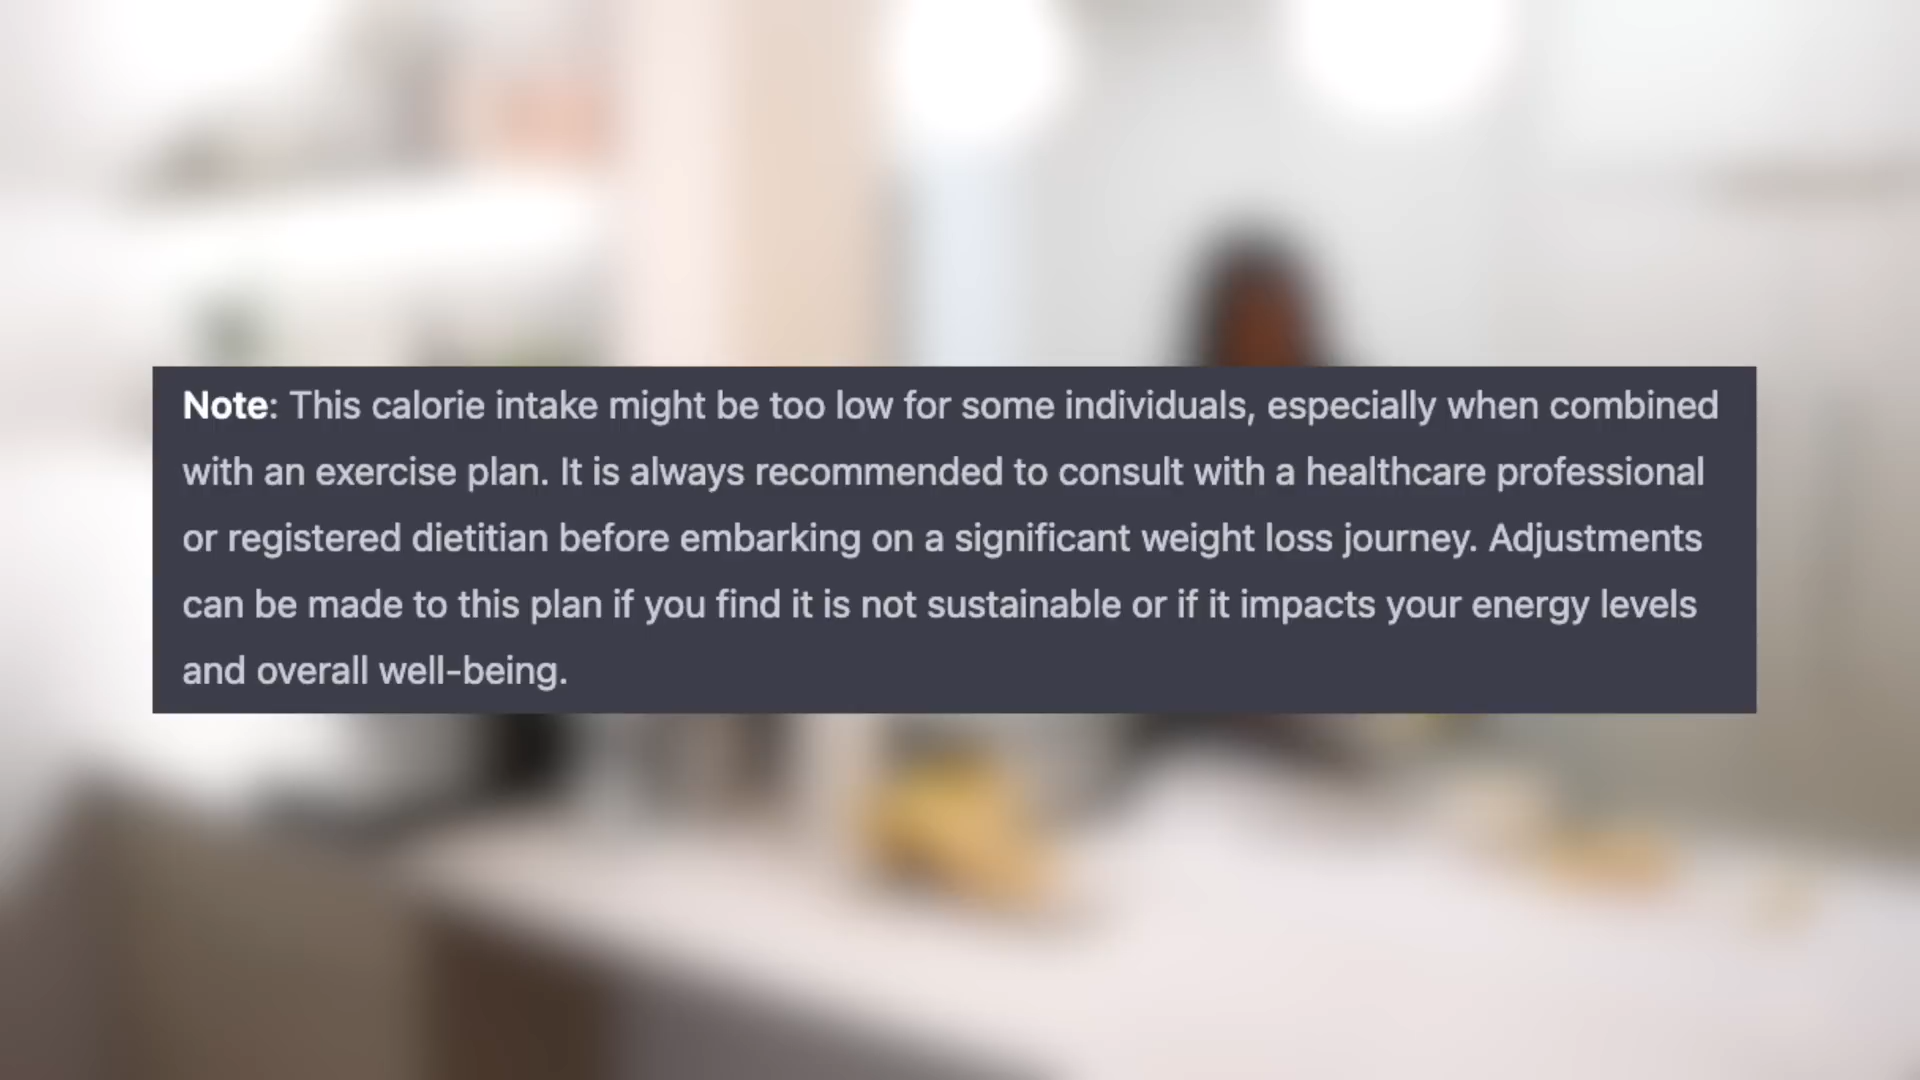 Note: This calorie intake might be too low for some individuals, especially when combined
with an exercise plan. It is always recommended to consult with a healthcare professional
or registered dietitian before embarking on a significant weight loss journey. Adjustments
can be made to this plan if you find it is not sustainable or if it impacts your energy levels
and overall well-being.